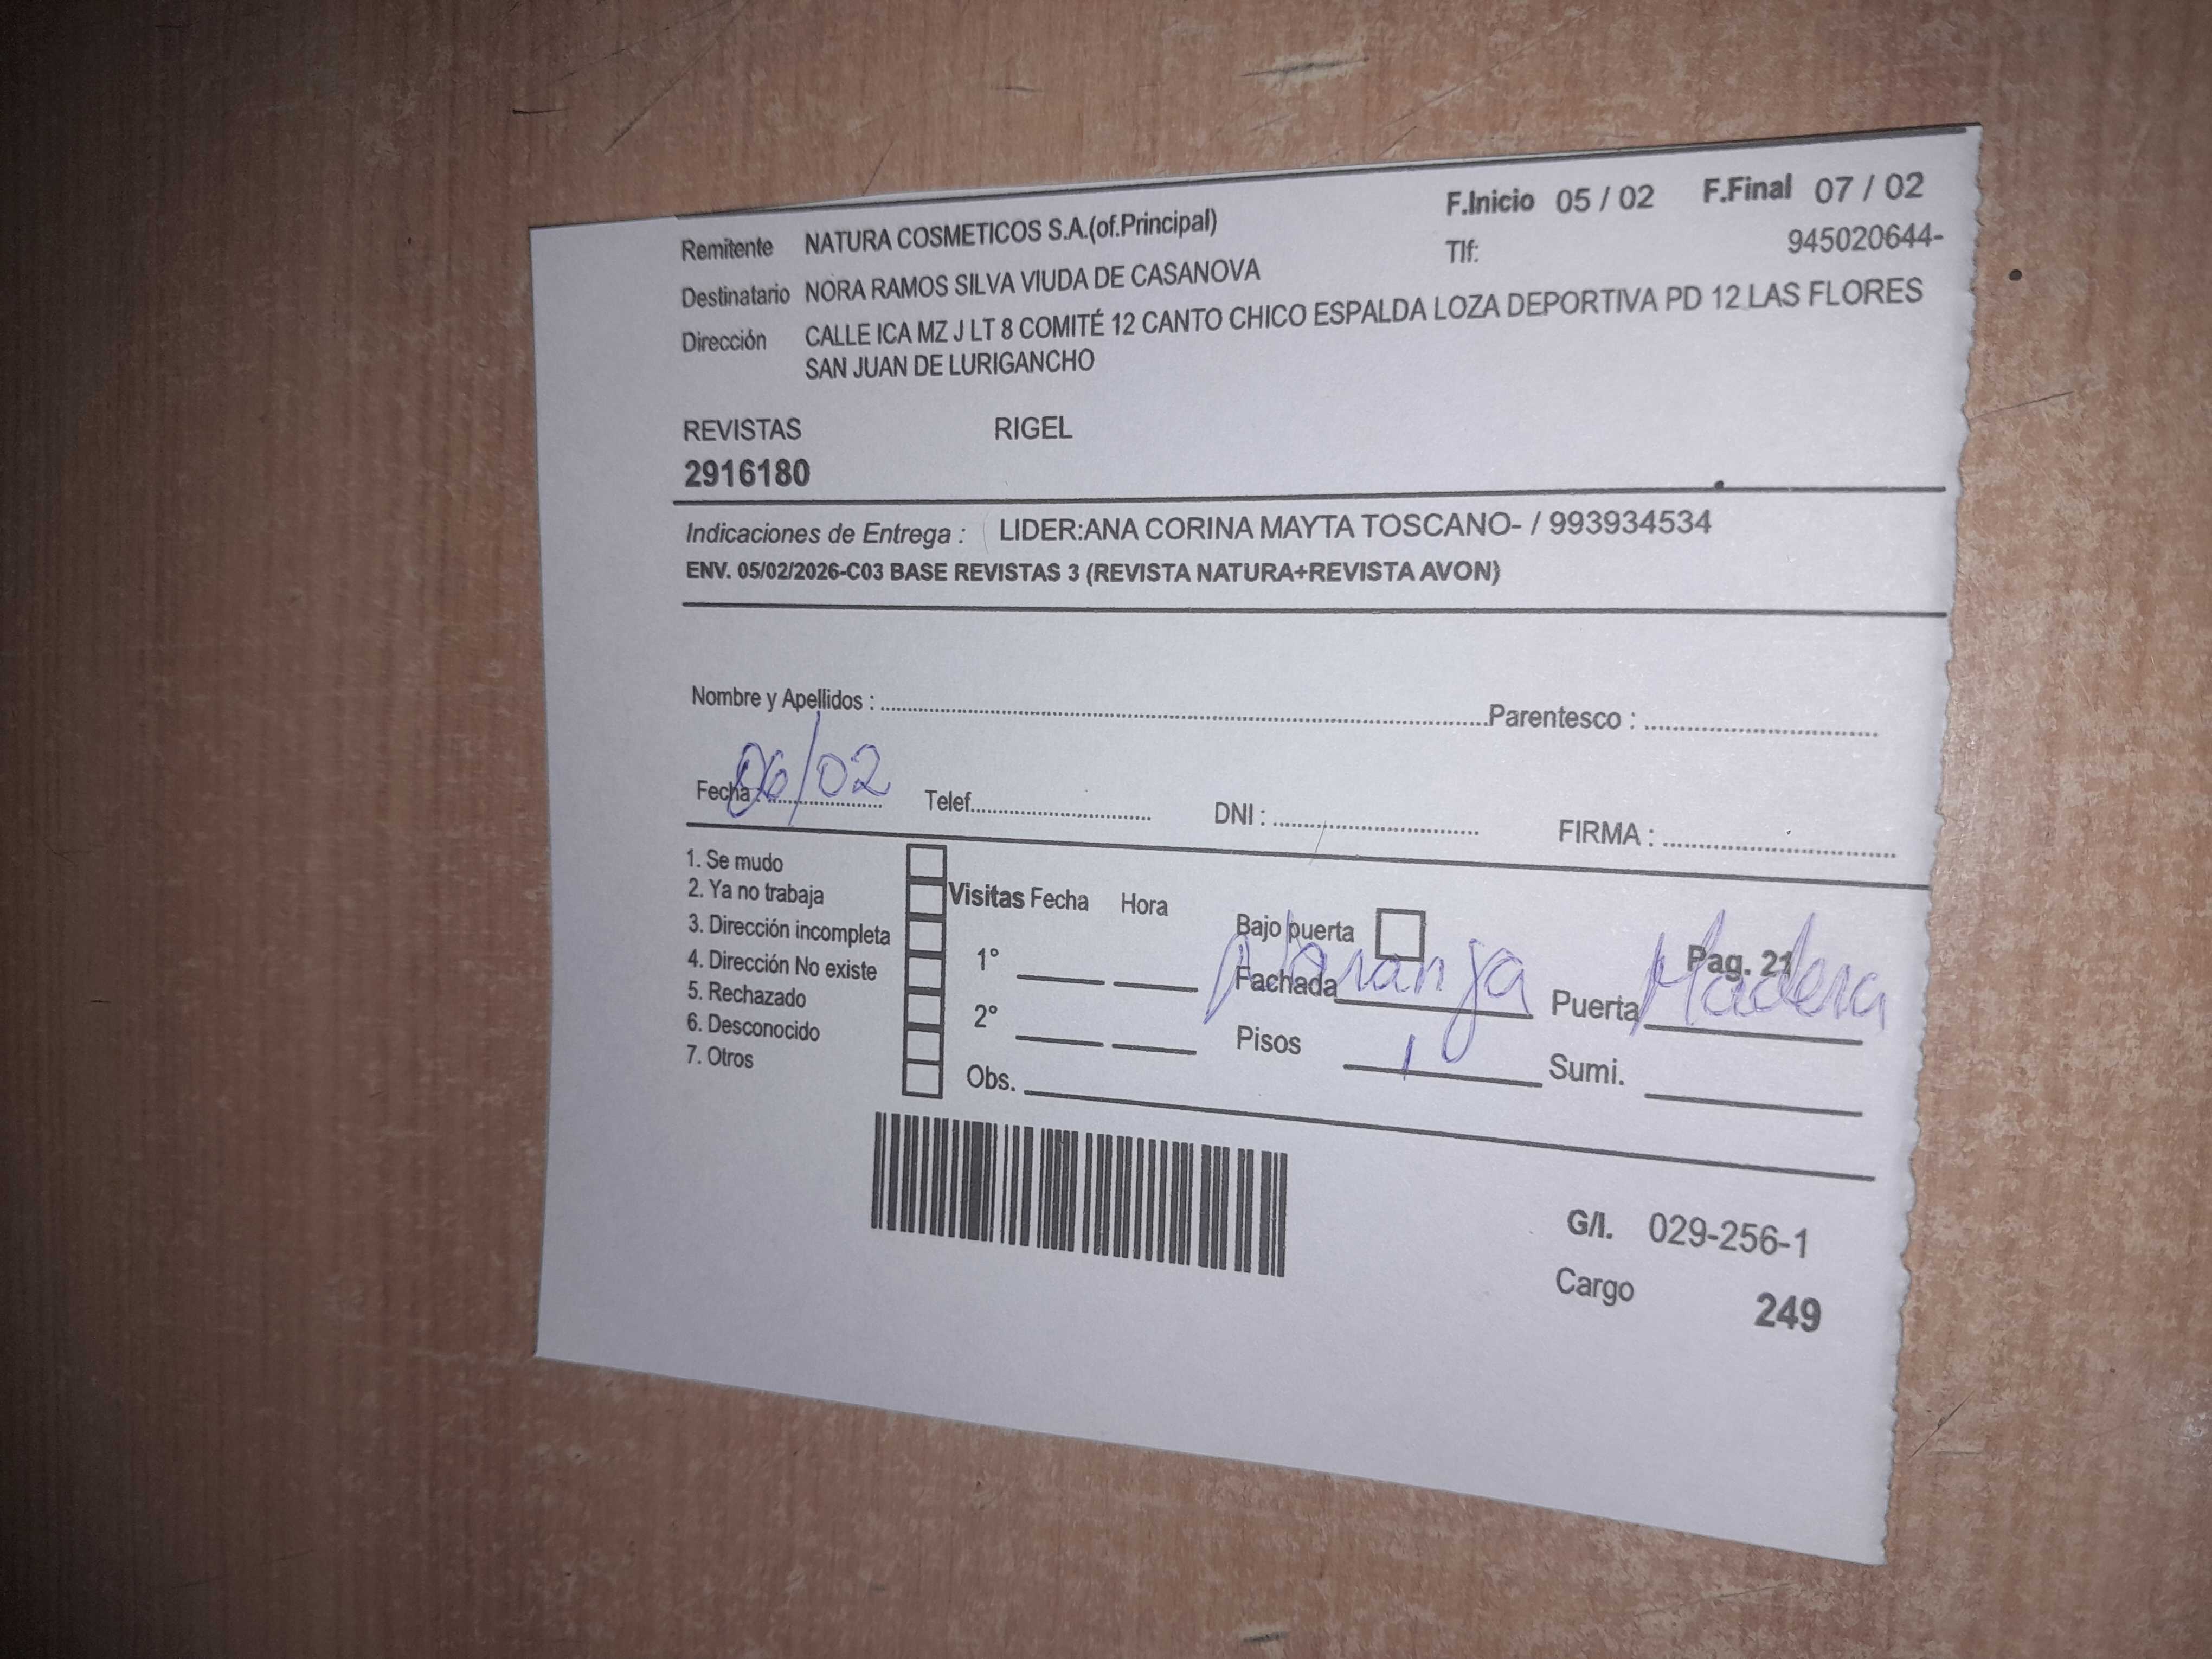 Remitente NATURA COSMETICOS S.A.(of.Principal) F.Inicio 05 / 02 F.Final 07 / 02
Destinatario NORA RAMOS SILVA VIUDA DE CASANOVA Tlf: 945020644-
Dirección CALLE ICA MZ J LT 8 COMITÉ 12 CANTO CHICO ESPALDA LOZA DEPORTIVA PD 12 LAS FLORES
SAN JUAN DE LURIGANCHO
REVISTAS RIGEL
2916180
Indicaciones de Entrega : LIDER:ANA CORINA MAYTA TOSCANO- / 993934534
ENV. 05/02/2026-C03 BASE REVISTAS 3 (REVISTA NATURA+REVISTA AVON)
Nombre y Apellidos : Parentesco :
Fecha : 06/02 Telef. DNI : FIRMA :
1. Se mudo
2. Ya no trabaja
3. Dirección incompleta
4. Dirección No existe
5. Rechazado
6. Desconocido
7. Otros
Visitas Fecha Hora
1°
2°
Obs.
Bajo puerta Pag. 21
Fachada Naranja Puerta Madera
Pisos 1 Sumi.
G/I. 029-256-1
Cargo 249